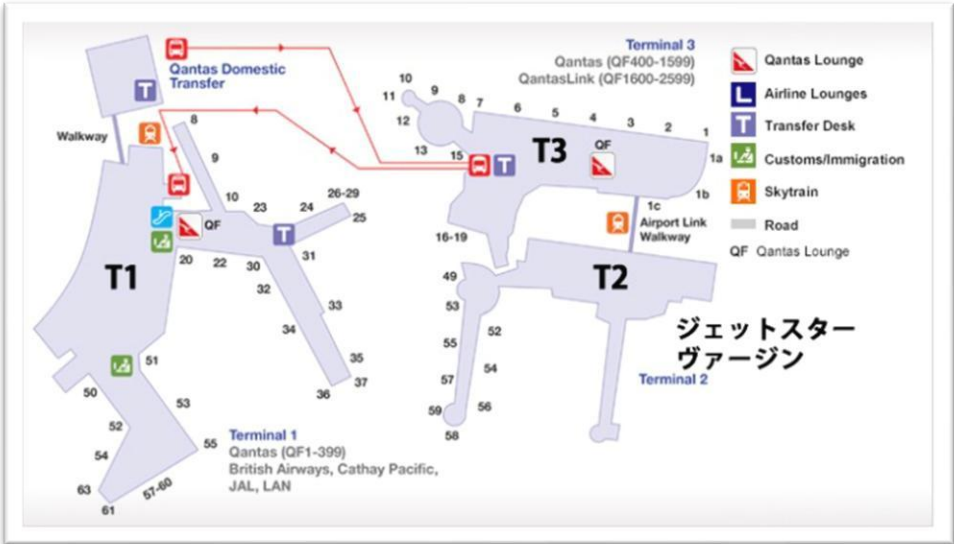 Qantas Domestic
Transfer
T
Walkway
8
9
10
23
24
26-29
25
QF
T
20
22
30
31
32
33
34
35
37
36
T1
51
50
53
52
54
55
63
57-60
61
Terminal 1
Qantas (QF1-399)
British Airways, Cathay Pacific,
JAL, LAN
Terminal 3
Qantas (QF400-1599)
QantasLink (QF1600-2599)
10
11
9
8
7
6
5
4
3
2
1
12
13
15
T
T3
QF
1a
1b
1c
16-19
Airport Link
Walkway
T2
49
53
52
55
54
57
56
59
58
ジェットスター
ヴァージン
Terminal 2
Qantas Lounge
L Airline Lounges
T Transfer Desk
Customs/Immigration
Skytrain
Road
QF Qantas Lounge